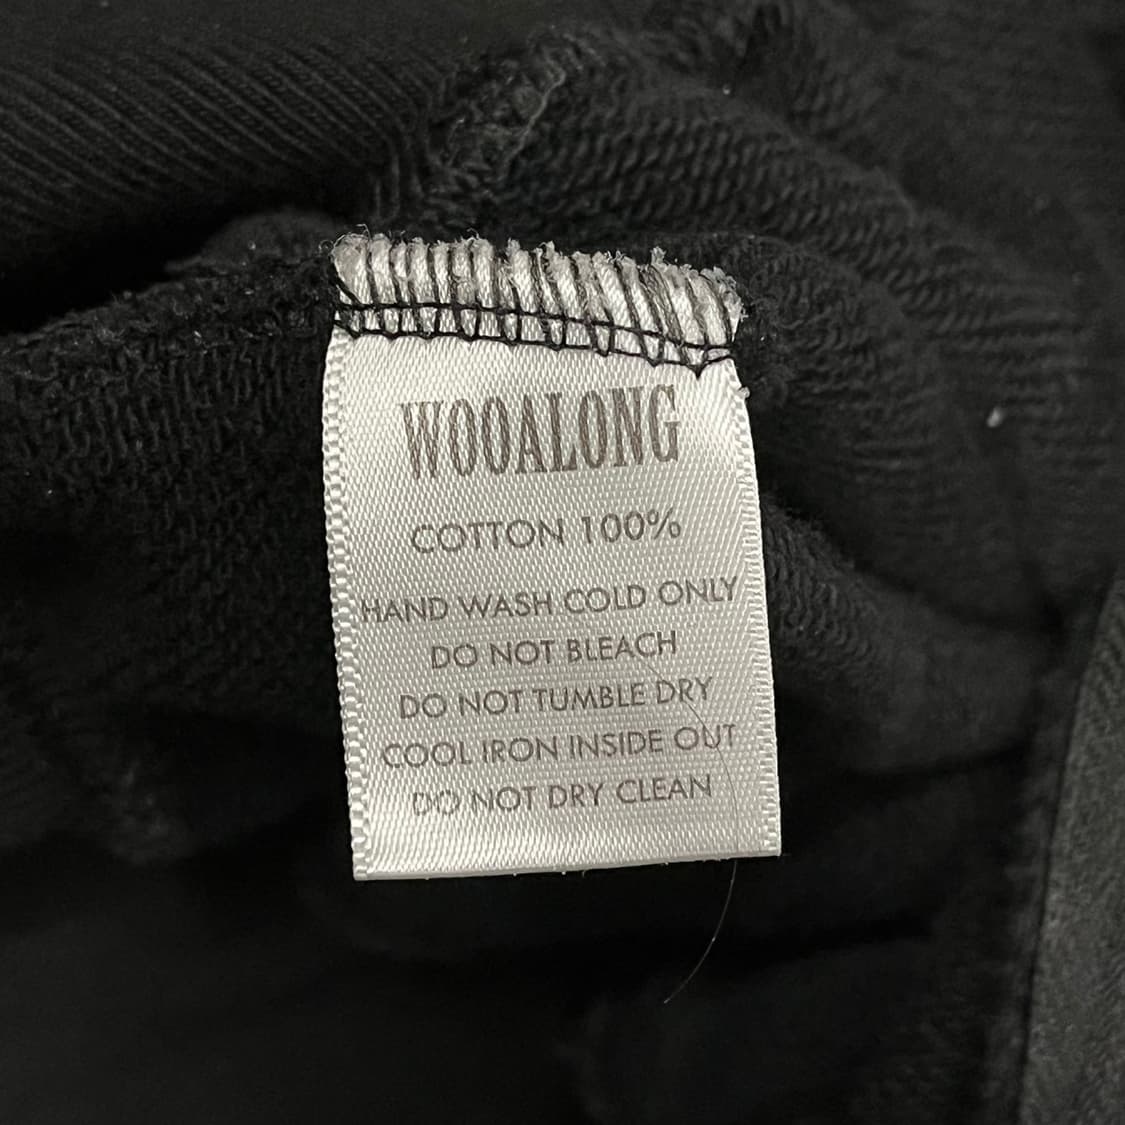 WOOALONG
COTTON 100%
HAND WASH COLD ONLY
DO NOT BLEACH
DO NOT TUMBLE DRY
COOL IRON INSIDE OUT
DO NOT DRY CLEAN